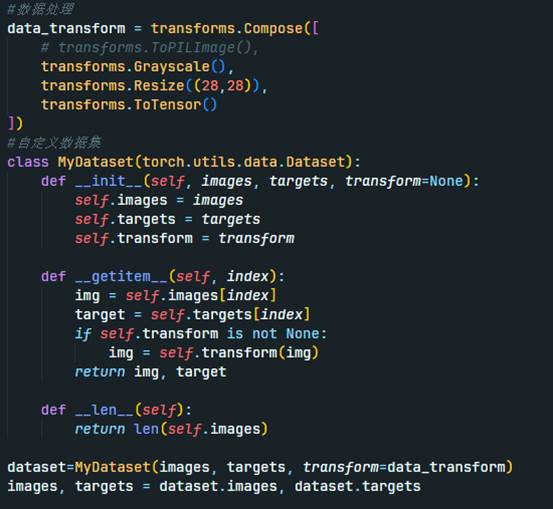 #数据处理
data_transform = transforms.Compose([
    # transforms.ToPILImage(),
    transforms.Grayscale(),
    transforms.Resize((28,28)),
    transforms.ToTensor()
])
#自定义数据集
class MyDataset(torch.utils.data.Dataset):
    def __init__(self, images, targets, transform=None):
        self.images = images
        self.targets = targets
        self.transform = transform

    def __getitem__(self, index):
        img = self.images[index]
        target = self.targets[index]
        if self.transform is not None:
            img = self.transform(img)
        return img, target

    def __len__(self):
        return len(self.images)

dataset=MyDataset(images, targets, transform=data_transform)
images, targets = dataset.images, dataset.targets